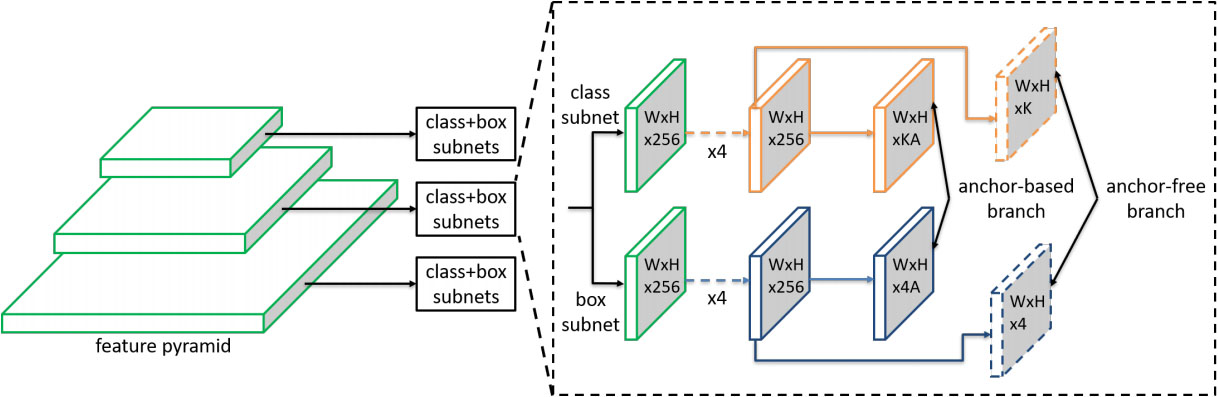 class+box
subnets
class+box
subnets
class+box
subnets
feature pyramid
class
subnet
WxH
x256
x4
WxH
x256
WxH
xKA
WxH
xK
anchor-based
branch
anchor-free
branch
box
subnet
WxH
x256
x4
WxH
x256
WxH
x4A
WxH
x4